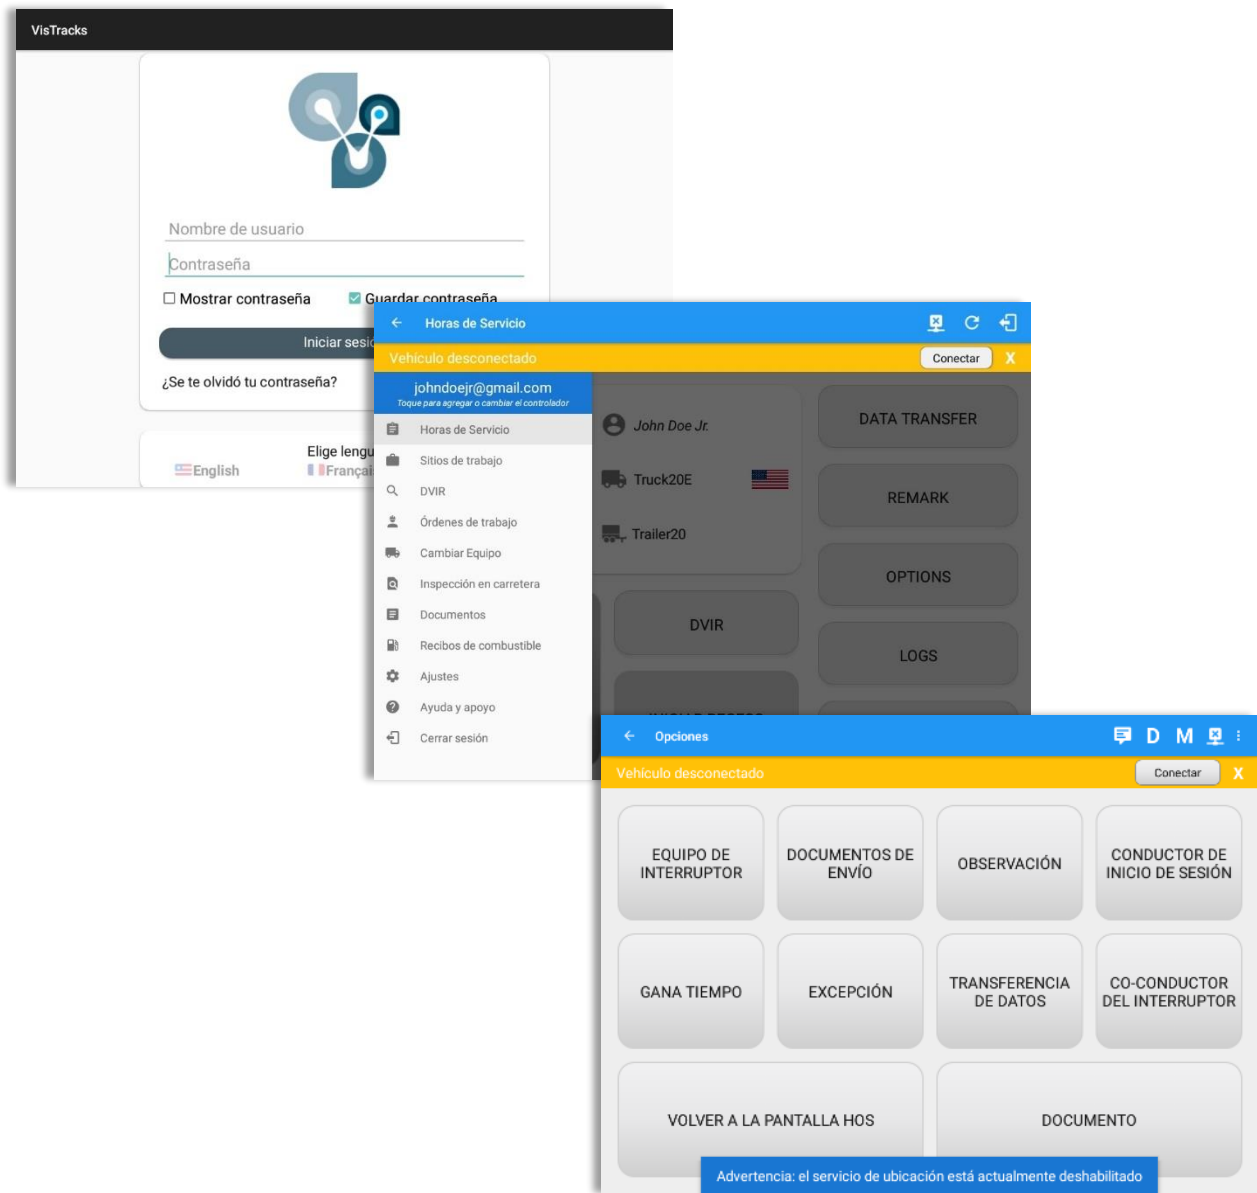 VisTracks
Nombre de usuario
Contraseña
Mostrar contraseña
Guardar contraseña
Iniciar
¿Se te olvidó tu contraseña?
Elige
English
Horas de Servicio
Vehículo desconectado
Conectar
X
johndoejr@gmail.com
Toque para agregar o cambiar el controlador
Horas de Servicio
Sitios de trabajo
DVIR
Órdenes de trabajo
Cambiar Equipo
Inspección en carretera
Documentos
Recibos de combustible
Ajustes
Ayuda y apoyo
Cerrar sesión
John Doe Jr.
Truck20E
Trailer20
DVIR
DATA TRANSFER
REMARK
OPTIONS
LOGS
Opciones
D M
Vehículo desconectado
Conectar
X
EQUIPO DE
INTERRUPTOR
DOCUMENTOS DE
ENVÍO
OBSERVACIÓN
CONDUCTOR DE
INICIO DE SESIÓN
GANA TIEMPO
EXCEPCIÓN
TRANSFERENCIA
DE DATOS
CO-CONDUCTOR
DEL INTERRUPTOR
VOLVER A LA PANTALLA HOS
DOCUMENTO
Advertencia: el servicio de ubicación está actualmente deshabilitado